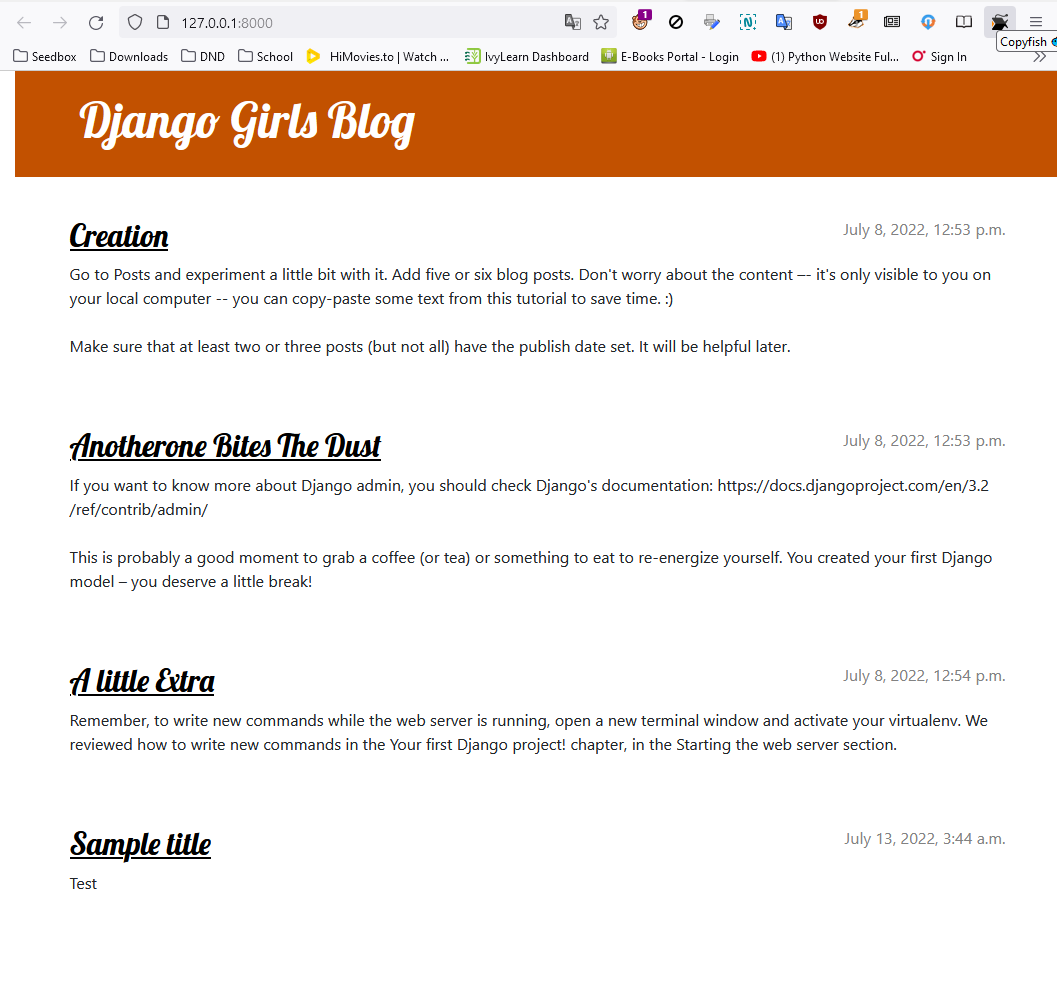 127.0.0.1:8000
1
1
Copyfish
Seedbox
Downloads
DND
School
HiMovies.to | Watch ...
IvyLearn Dashboard
E-Books Portal - Login
(1) Python Website Ful...
Sign In
Django Girls Blog
Creation
July 8, 2022, 12:53 p.m.
Go to Posts and experiment a little bit with it. Add five or six blog posts. Don't worry about the content –- it's only visible to you on
your local computer -- you can copy-paste some text from this tutorial to save time. :)
Make sure that at least two or three posts (but not all) have the publish date set. It will be helpful later.
Anotherone Bites The Dust
July 8, 2022, 12:53 p.m.
If you want to know more about Django admin, you should check Django's documentation: https://docs.djangoproject.com/en/3.2
/ref/contrib/admin/
This is probably a good moment to grab a coffee (or tea) or something to eat to re-energize yourself. You created your first Django
model – you deserve a little break!
A little Extra
July 8, 2022, 12:54 p.m.
Remember, to write new commands while the web server is running, open a new terminal window and activate your virtualenv. We
reviewed how to write new commands in the Your first Django project! chapter, in the Starting the web server section.
Sample title
July 13, 2022, 3:44 a.m.
Test